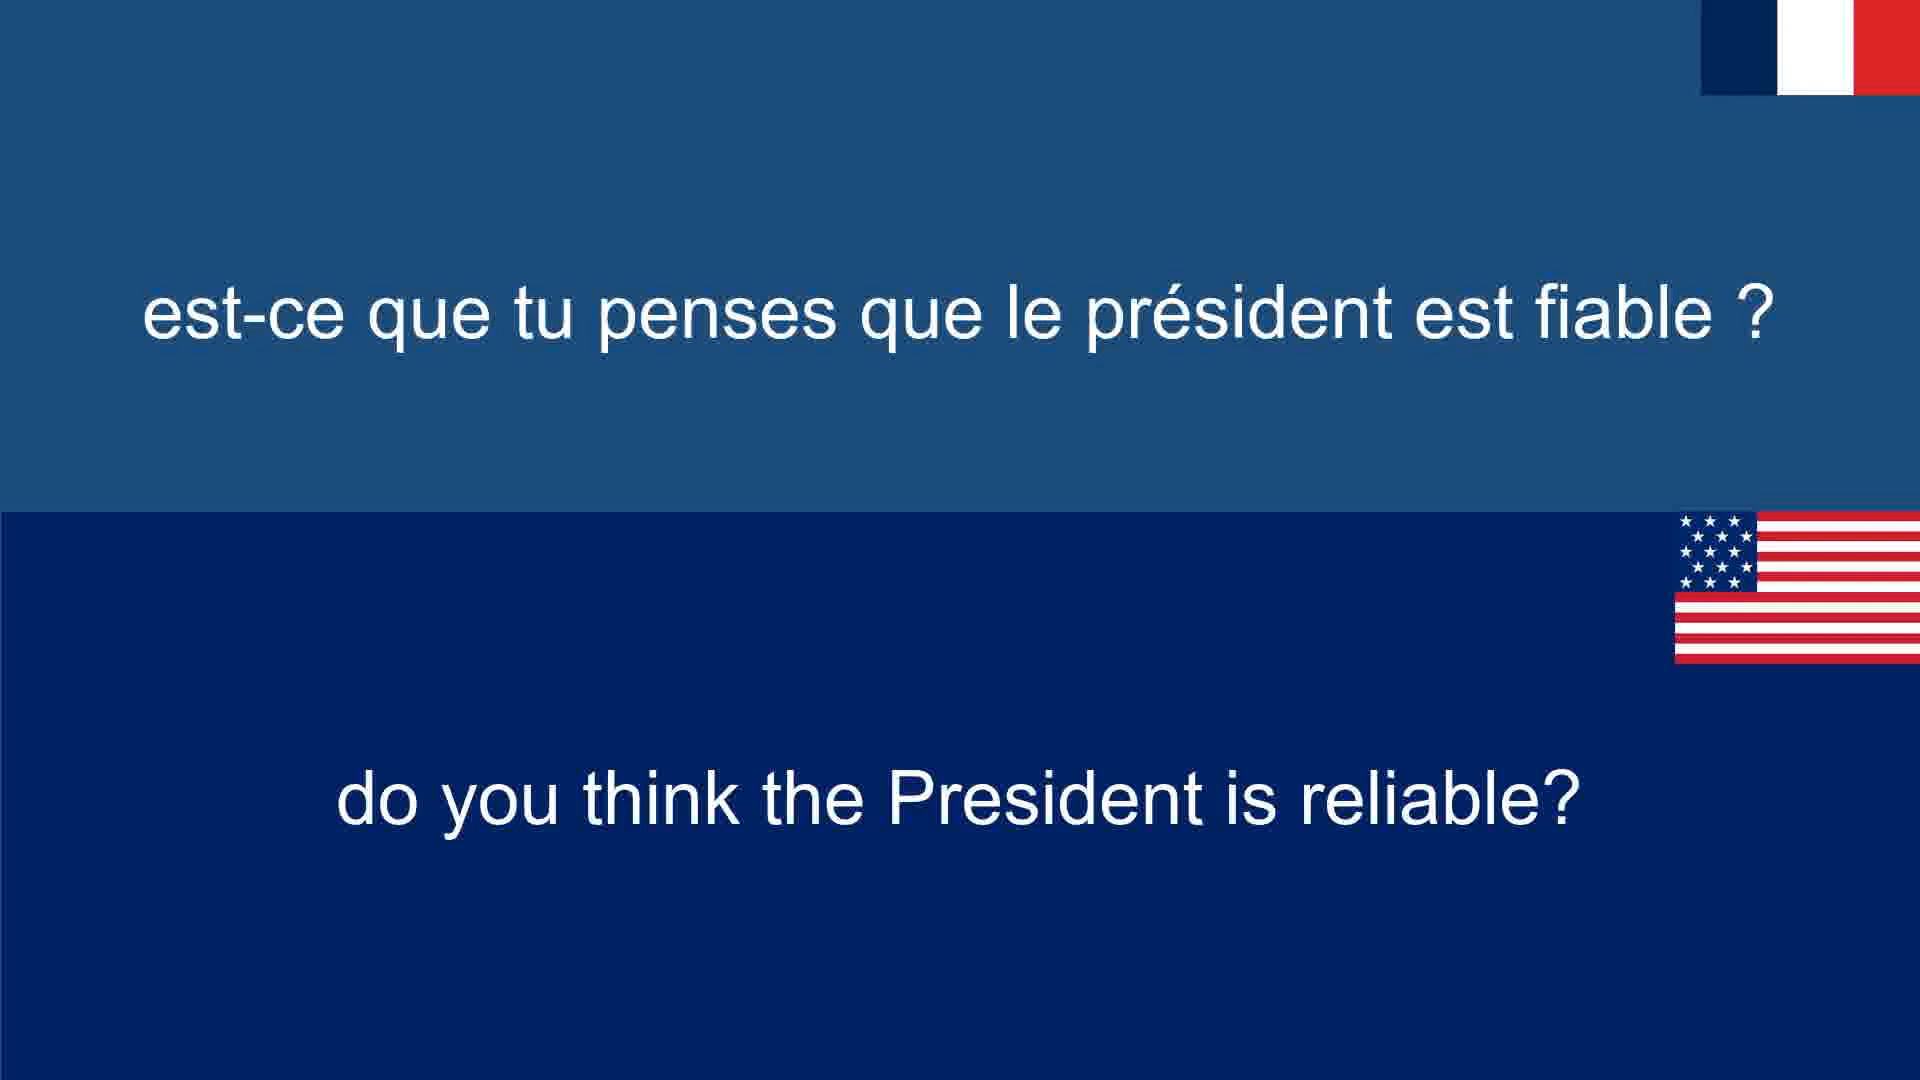 est-ce que tu penses que le président est fiable ?
do you think the President is reliable?